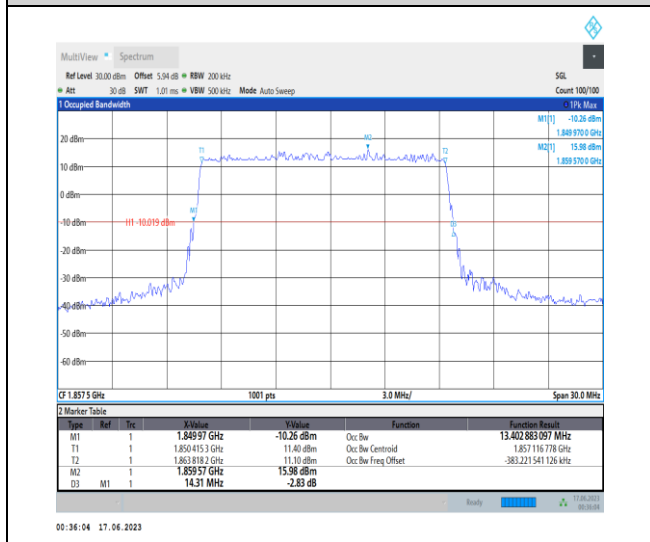 MultiView Spectrum
Ref Level 30.00 dBm Offset 5.94 dB RBW 200 kHz SGL
Att 30 dB SWT 1.01 ms VBW 500 kHz Mode Auto Sweep Count 100/100
1 Occupied Bandwidth 1Pk Max
M1[1] -10.26 dBm
1.849 970 0 GHz
20 dBm M2[1] 15.98 dBm
1.859 570 0 GHz
T1 M2 T2
10 dBm
0 dBm
M1
-10 dBm H1 -10.019 dBm
D3
-20 dBm
-30 dBm
-40 dBm
-50 dBm
-60 dBm
CF 1.857 5 GHz 1001 pts 3.0 MHz/ Span 30.0 MHz
2 Marker Table
Type Ref Trc X-Value Y-Value Function Function Result
M1 1 1.849 97 GHz -10.26 dBm Occ Bw 13.402 883 097 MHz
T1 1 1.850 415 3 GHz 11.40 dBm Occ Bw Centroid 1.857 116 778 GHz
T2 1 1.863 818 2 GHz 11.10 dBm Occ Bw Freq Offset -383.221 541 126 kHz
M2 1 1.859 57 GHz 15.98 dBm
D3 M1 1 14.31 MHz -2.83 dB
Ready 17.06.2023
00:36:04
00:36:04 17.06.2023